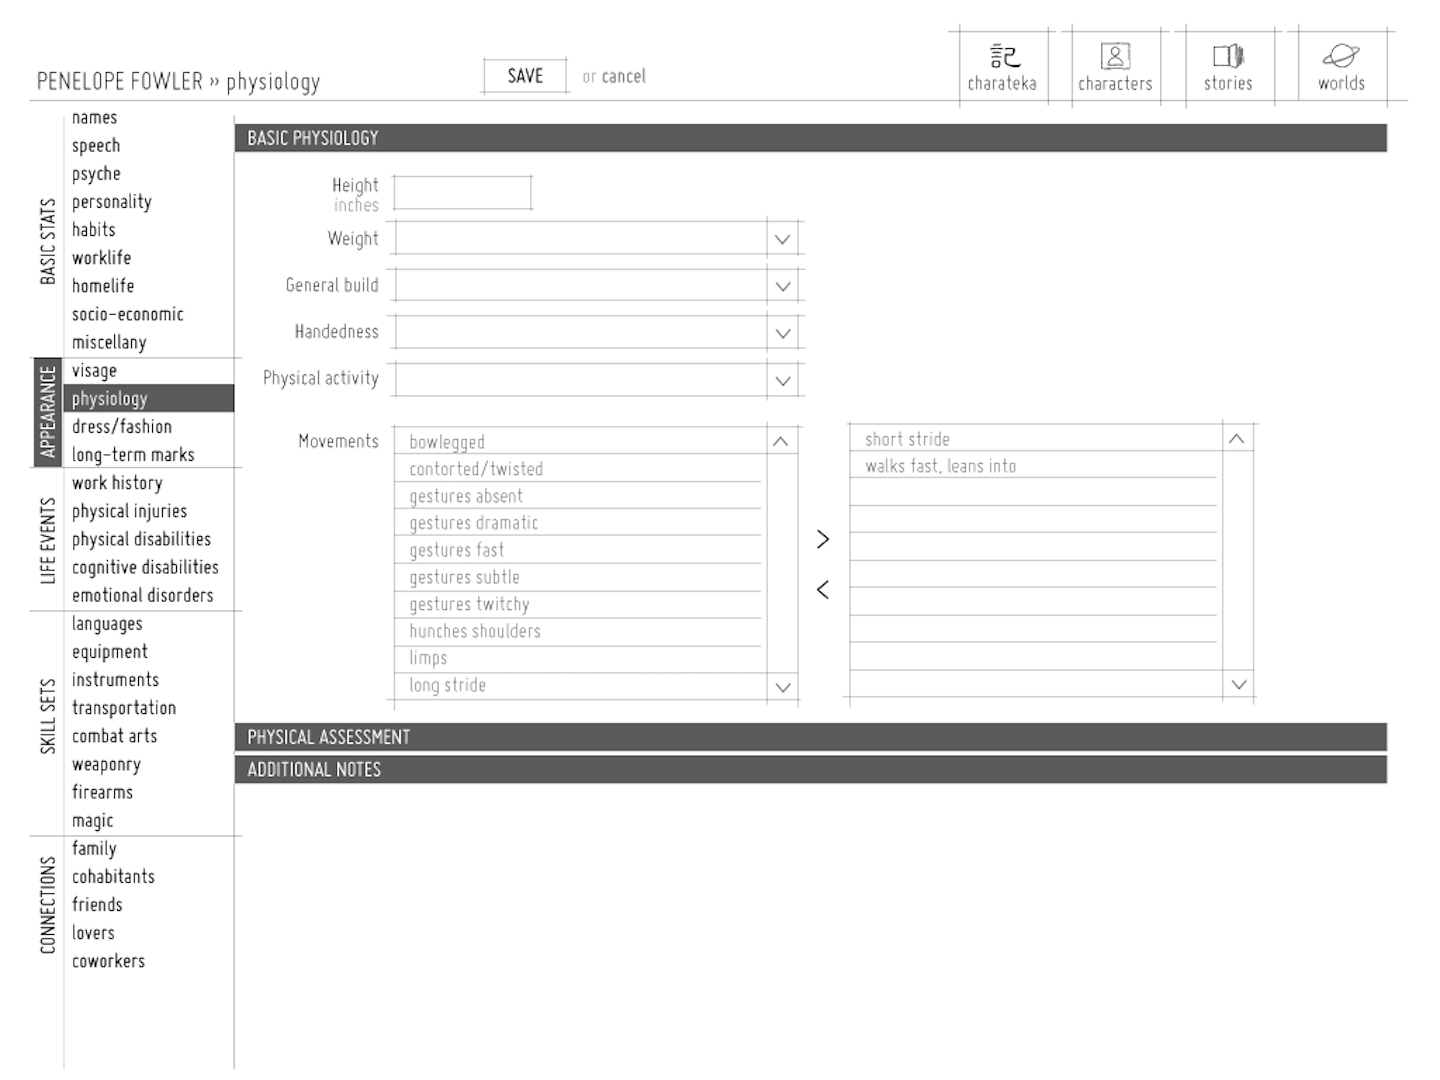 PENELOPE FOWLER » physiology
SAVE or cancel
記
charateka
characters
stories
worlds
BASIC STATS
names
speech
psyche
personality
habits
worklife
homelife
socio-economic
miscellany
APPEARANCE
visage
physiology
dress/fashion
long-term marks
LIFE EVENTS
work history
physical injuries
physical disabilities
cognitive disabilities
emotional disorders
SKILL SETS
languages
equipment
instruments
transportation
combat arts
weaponry
firearms
magic
CONNECTIONS
family
cohabitants
friends
lovers
coworkers
BASIC PHYSIOLOGY
Height
inches
Weight
General build
Handedness
Physical activity
Movements
bowlegged
contorted/twisted
gestures absent
gestures dramatic
gestures fast
gestures subtle
gestures twitchy
hunches shoulders
limps
long stride
>
<
short stride
walks fast, leans into
PHYSICAL ASSESSMENT
ADDITIONAL NOTES